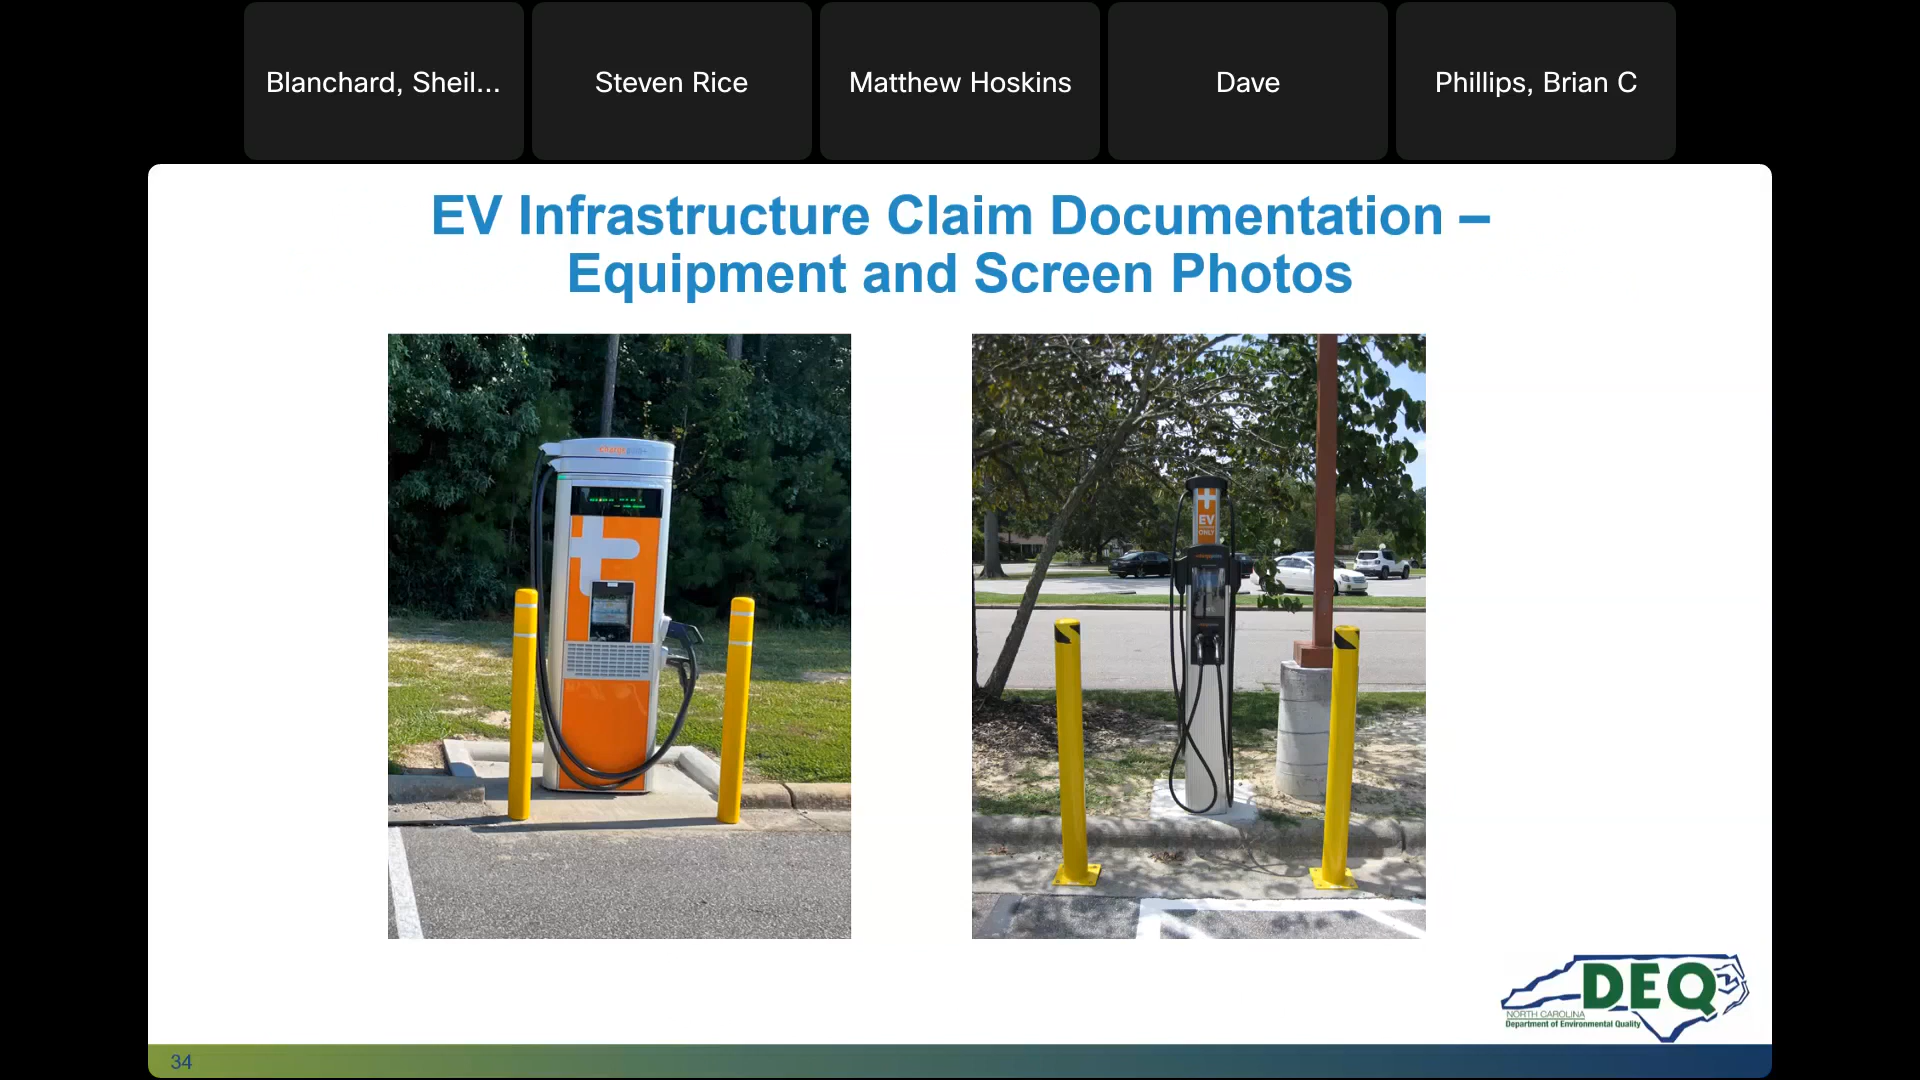 Blanchard, Sheil...
Steven Rice
Matthew Hoskins
Dave
Phillips, Brian C
EV Infrastructure Claim Documentation –
Equipment and Screen Photos
EV
ONLY
DEQ
NORTH CAROLINA
Department of Environmental Quality
34